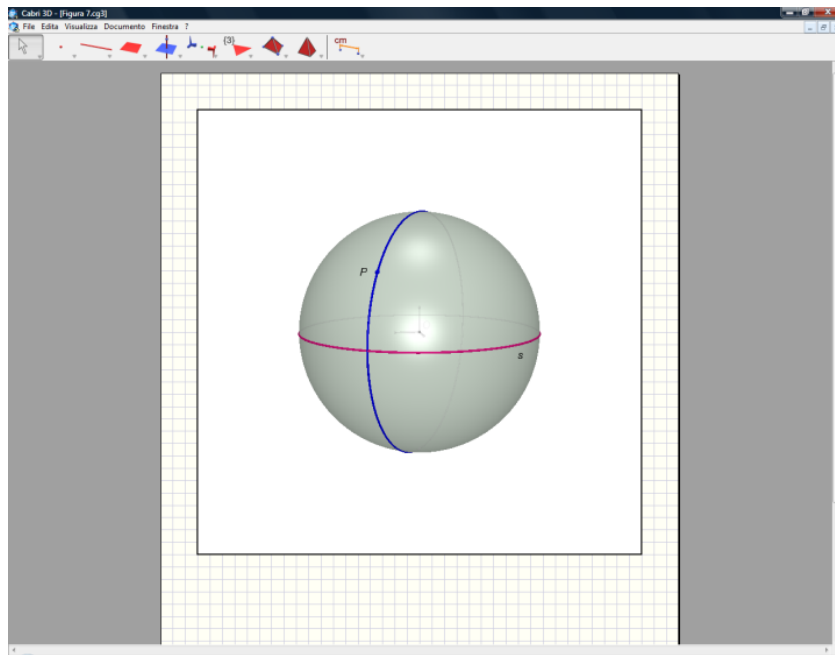 Cabri 3D - [Figura 7.cg3]
File Edita Visualizza Documento Finestra ?
{3}
cm
P
s